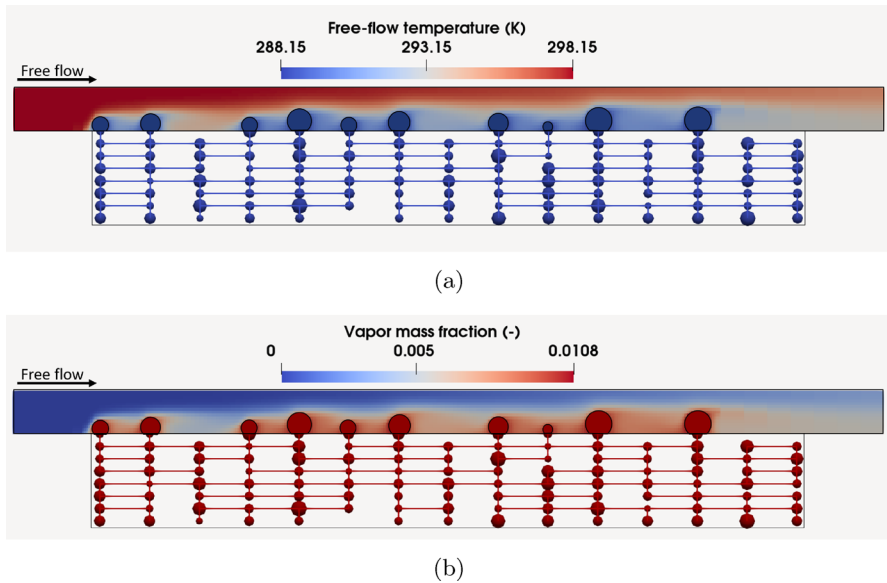 Free-flow temperature (K)
288.15 293.15 298.15
Free flow
(a)
Vapor mass fraction (-)
0 0.005 0.0108
Free flow
(b)